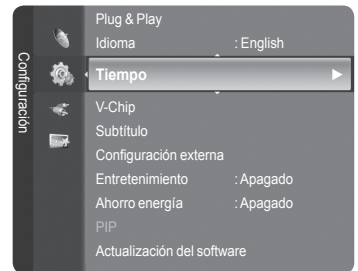 Configuración
Plug & Play
Idioma : English
Tiempo
V-Chip
Subtítulo
Configuración externa
Entretenimiento : Apagado
Ahorro energía : Apagado
PIP
Actualización del software